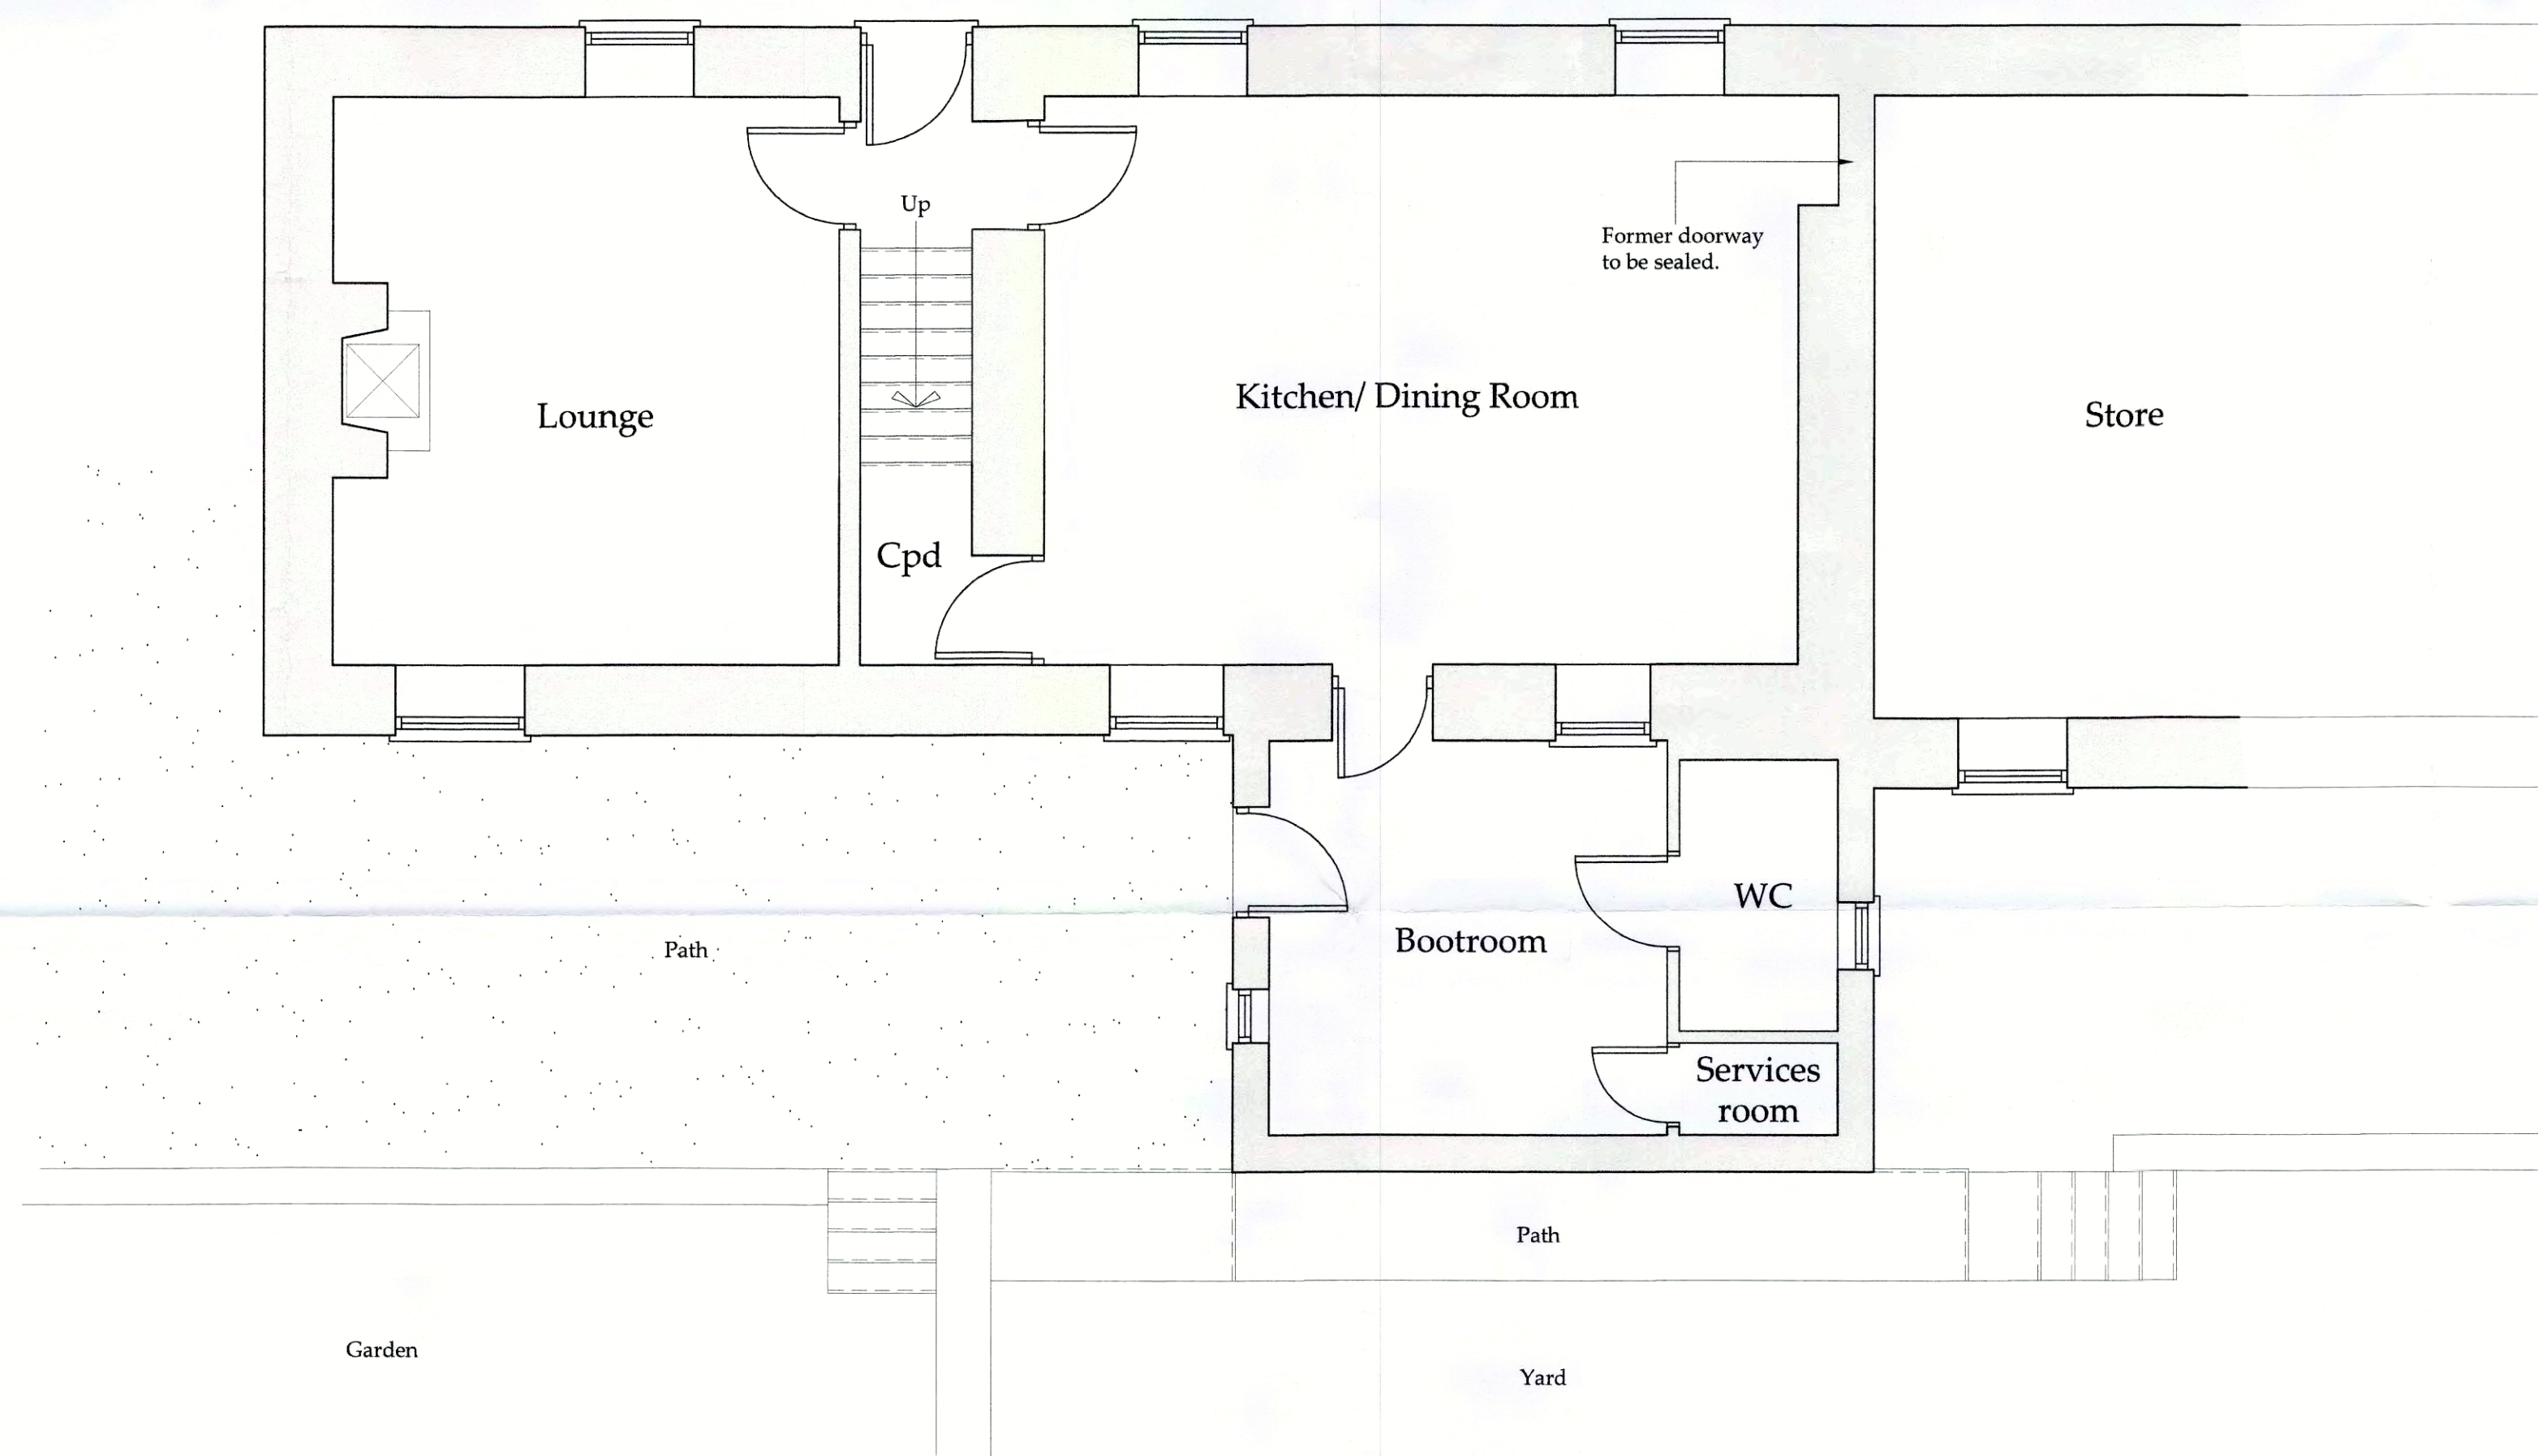 Up
Former doorway
to be sealed.
Kitchen/ Dining Room
Lounge
Store
Cpd
WC
Bootroom
Path
Services
room
Path
Garden
Yard